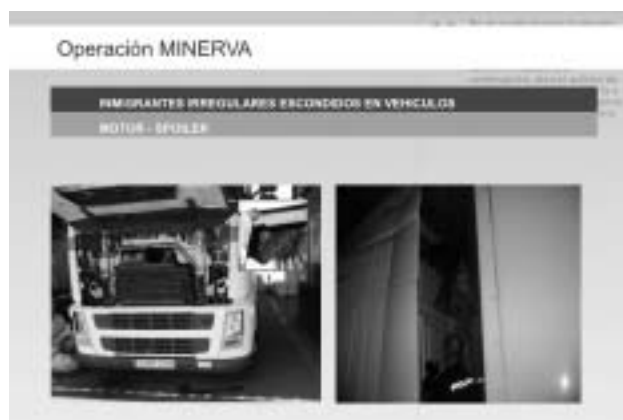 Operación MINERVA
INMIGRANTES IRREGULARES ESCONDIDOS EN VEHICULOS
MOTOR - SPOILER